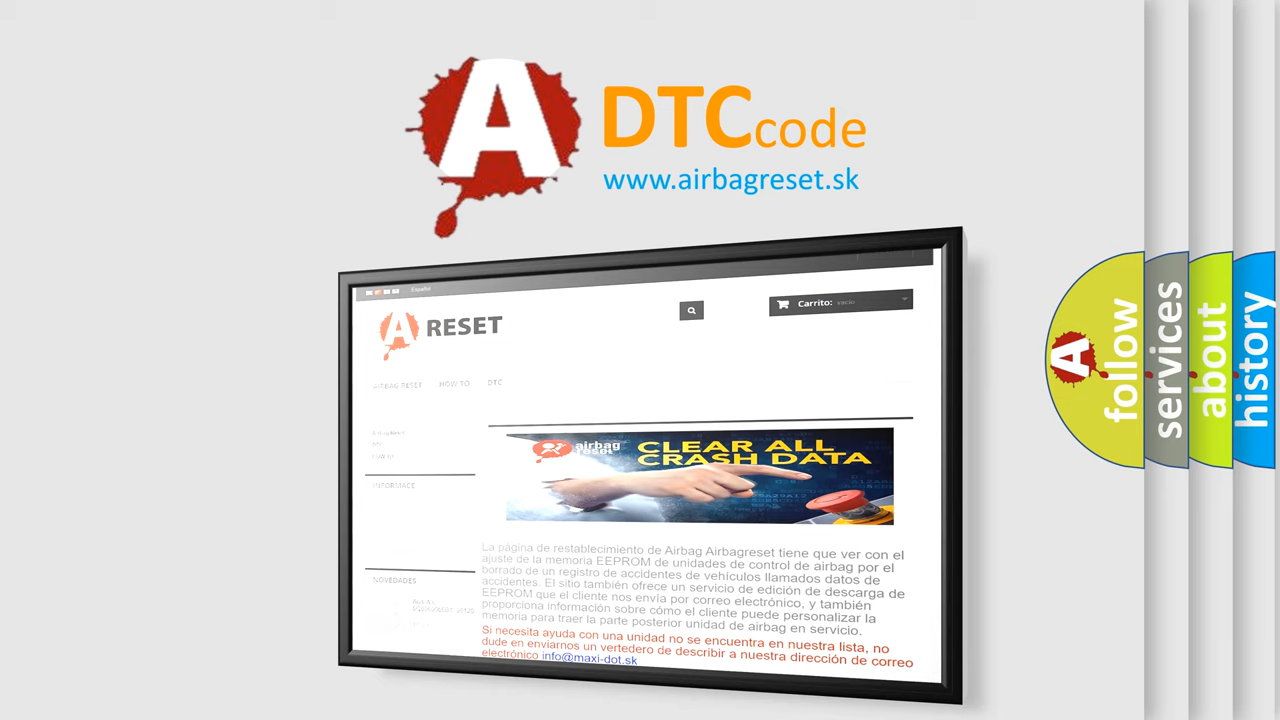 A DTCcode
www.airbagreset.sk
Español
A RESET
Carrito: vacío
AIRBAG RESET HOW TO DTC
INFORMACE
airbag
reset
CLEAR ALL
CRASH DATA
La página de restablecimiento de Airbag Airbagreset tiene que ver con el
ajuste de la memoria EEPROM de unidades de control de airbag por el
borrado de un registro de accidentes de vehículos llamados datos de
accidentes. El sitio también ofrece un servicio de edición de descarga de
EEPROM que el cliente nos envía por correo electrónico, y también
proporciona información sobre cómo el cliente puede personalizar la
memoria para traer la parte posterior unidad de airbag en servicio.
Si necesita ayuda con una unidad no se encuentra en nuestra lista, no
dude en enviarnos un vertedero de describir a nuestra dirección de correo
electrónico info@maxi-dot.sk
NOVEDADES
A
follow
services
about
history